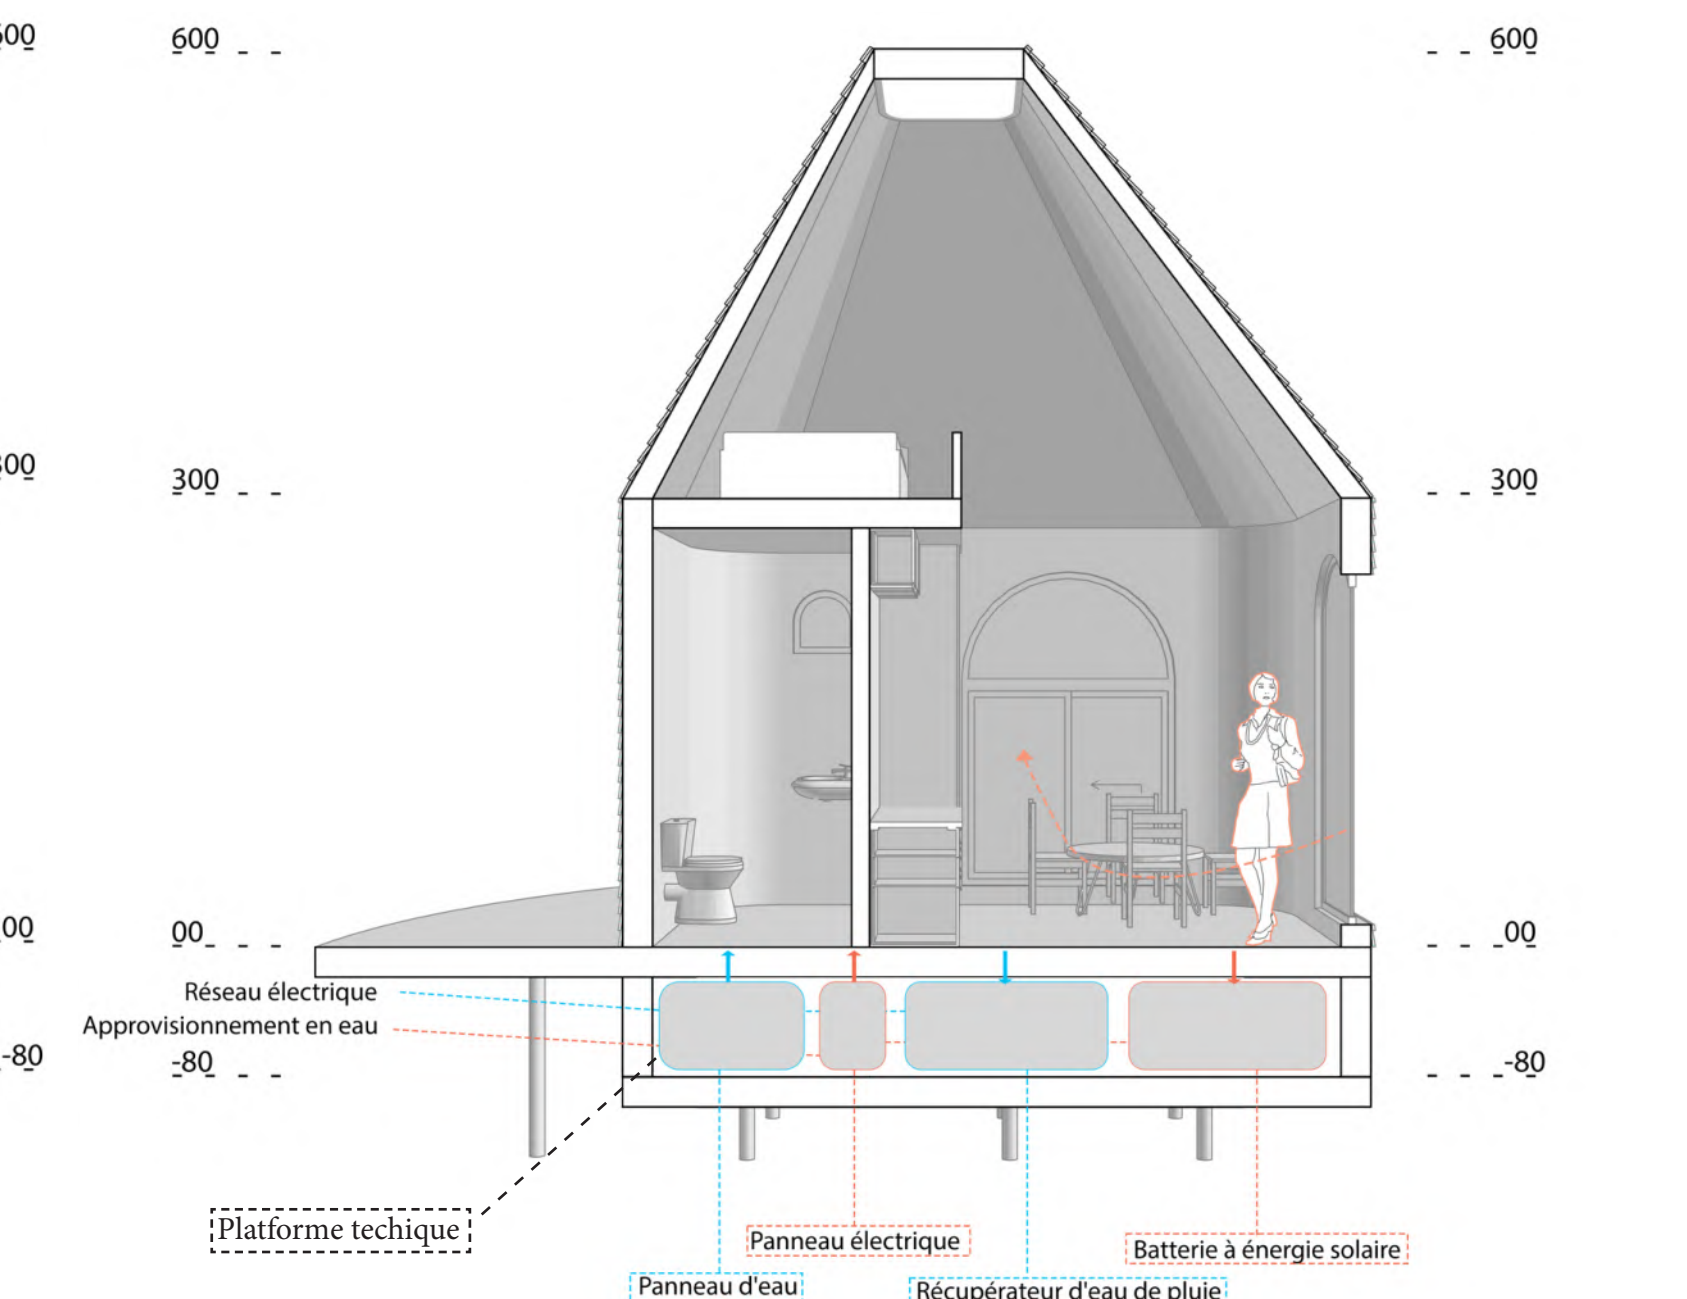 600 600 600
300 300 300
00 00 00
Réseau électrique
Approvisionnement en eau
-80 -80 -80
Platforme techique
Panneau électrique
Batterie à énergie solaire
Panneau d'eau
Récupérateur d'eau de pluie